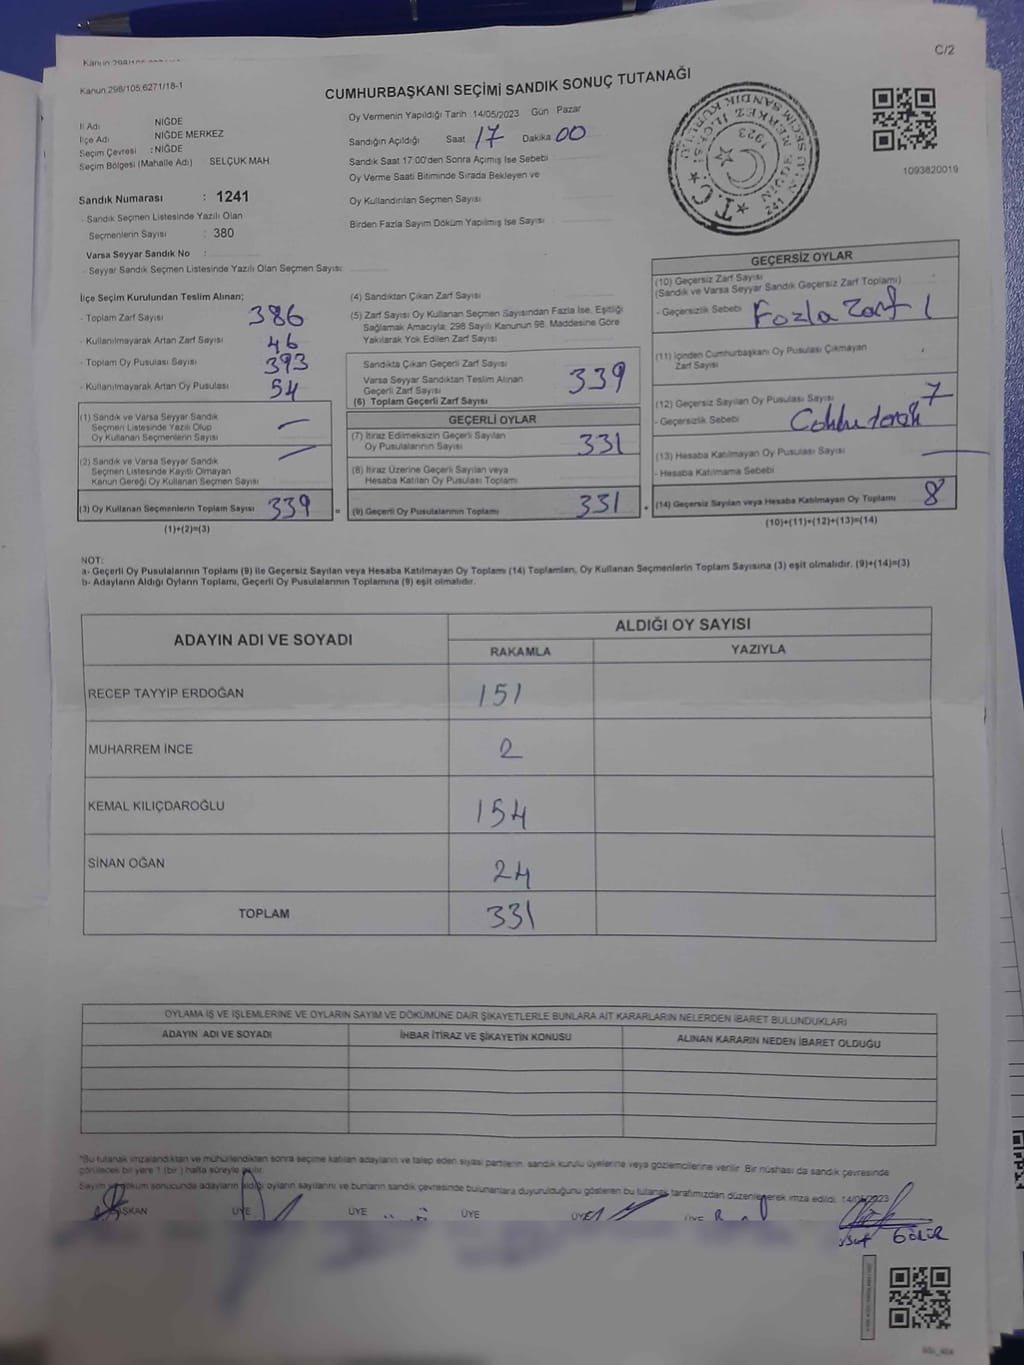 C/2
Kanun 298/105;6271/18-1
CUMHURBAŞKANI SEÇİMİ SANDIK SONUÇ TUTANAĞI
İl Adı NİĞDE
İlçe Adı NİĞDE MERKEZ
Seçim Çevresi : NİĞDE
Seçim Bölgesi (Mahalle Adı) SELÇUK MAH
Sandık Numarası : 1241
- Sandık Seçmen Listesinde Yazılı Olan
Seçmenlerin Sayısı : 380
Varsa Seyyar Sandık No :
- Seyyar Sandık Seçmen Listesinde Yazılı Olan Seçmen Sayısı:
Oy Vermenin Yapıldığı Tarih 14/05/2023 Gün Pazar
Sandığın Açıldığı Saat 17 Dakika 00
Sandık Saat 17:00'den Sonra Açımış İse Sebebi
Oy Verme Saati Bitiminde Sırada Bekleyen ve
Oy Kullandırılan Seçmen Sayısı
Birden Fazla Sayım Döküm Yapılmış İse Sayısı
T.C.
NİĞDE MERKEZ İLÇESİ
1923
1093820019
İlçe Seçim Kurulundan Teslim Alınan;
- Toplam Zarf Sayısı 386
- Kullanılmayarak Artan Zarf Sayısı 46
- Toplam Oy Pusulası Sayısı 393
- Kullanılmayarak Artan Oy Pusulası 54
(1) Sandık ve Varsa Seyyar Sandık
Seçmen Listesinde Yazılı Olup
Oy Kullanan Seçmenlerin Sayısı —
(2) Sandık ve Varsa Seyyar Sandık
Seçmen Listesinde Kayıtlı Olmayan
Kanun Gereği Oy Kullanan Seçmen Sayısı —
(3) Oy Kullanan Seçmenlerin Toplam Sayısı 339 =
(1)+(2)=(3)
(4) Sandıktan Çıkan Zarf Sayısı
(5) Zarf Sayısı Oy Kullanan Seçmen Sayısından Fazla İse, Eşitliği
Sağlamak Amacıyla; 298 Sayılı Kanunun 98. Maddesine Göre
Yakılarak Yok Edilen Zarf Sayısı
Sandıkta Çıkan Geçerli Zarf Sayısı
Varsa Seyyar Sandıktan Teslim Alınan
Geçerli Zarf Sayısı
(6) Toplam Geçerli Zarf Sayısı 339
GEÇERLİ OYLAR
(7) İtiraz Edilmeksizin Geçerli Sayılan
Oy Pusulalarının Sayısı 331
(8) İtiraz Üzerine Geçerli Sayılan veya
Hesaba Katılan Oy Pusulası Toplamı
(9) Geçerli Oy Pusulalarının Toplamı 331 +
GEÇERSİZ OYLAR
(10) Geçersiz Zarf Sayısı
(Sandık ve Varsa Seyyar Sandık Geçersiz Zarf Toplamı)
- Geçersizlik Sebebi Fazla Zarf 1
(11) İçinden Cumhurbaşkanı Oy Pusulası Çıkmayan
Zarf Sayısı
(12) Geçersiz Sayılan Oy Pusulası Sayısı 7
- Geçersizlik Sebebi
(13) Hesaba Katılmayan Oy Pusulası Sayısı —
- Hesaba Katılmama Sebebi
(14) Geçersiz Sayılan veya Hesaba Katılmayan Oy Toplamı 8
(10)+(11)+(12)+(13)=(14)
NOT:
a- Geçerli Oy Pusulalarının Toplamı (9) ile Geçersiz Sayılan veya Hesaba Katılmayan Oy Toplamı (14) Toplamları, Oy Kullanan Seçmenlerin Toplam Sayısına (3) eşit olmalıdır. (9)+(14)=(3)
b- Adayların Aldığı Oyların Toplamı, Geçerli Oy Pusulalarının Toplamına (9) eşit olmalıdır.
ADAYIN ADI VE SOYADI
ALDIĞI OY SAYISI
RAKAMLA YAZIYLA
RECEP TAYYİP ERDOĞAN 151
MUHARREM İNCE 2
KEMAL KILIÇDAROĞLU 154
SİNAN OĞAN 24
TOPLAM 331
OYLAMA İŞ VE İŞLEMLERİNE VE OYLARIN SAYIM VE DÖKÜMÜNE DAİR ŞİKAYETLERLE BUNLARA AİT KARARLARIN NELERDEN İBARET BULUNDUKLARI
ADAYIN ADI VE SOYADI İHBAR İTİRAZ VE ŞİKAYETİN KONUSU ALINAN KARARIN NEDEN İBARET OLDUĞU
*Bu tutanak imzalandıktan ve mühürlendikten sonra seçime katılan adayların ve talep eden siyasi partilerin, sandık kurulu üyelerine veya gözlemcilerine verilir. Bir nüshası da sandık çevresinde
görülecek bir yere 1 (bir ) hafta süreyle asılır.
Sayım ve döküm sonucunda adayların aldığı oyların sayılarını ve bunların sandık çevresinde bulunanlara duyurulduğunu gösteren bu tutanak tarafımızdan düzenlenerek imza edildi. 14/05/2023
BAŞKAN ÜYE ÜYE ÜYE ÜYE ÜYE